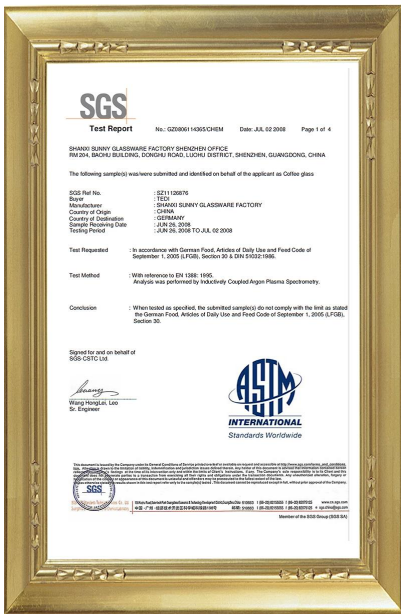 SGS
Test Report No.: GZ0806114365/CHEM Date: JUL 02 2008 Page 1 of 4
SHANXI SUNNY GLASSWARE FACTORY SHENZHEN OFFICE
RM 204, BAOHU BUILDING, DONGHU ROAD, LUOHU DISTRICT, SHENZHEN, GUANGDONG, CHINA
The following sample(s) was/were submitted and identified on behalf of the applicant as Coffee glass
SGS Ref No. : SZ11126876
Buyer : TEDI
Manufacturer : SHANXI SUNNY GLASSWARE FACTORY
Country of Origin : CHINA
Country of Destination : GERMANY
Sample Receiving Date : JUN 26, 2008
Testing Period : JUN 26, 2008 TO JUL 02 2008
Test Requested : In accordance with German Food, Articles of Daily Use and Feed Code of
September 1, 2005 (LFGB), Section 30 & DIN 51032:1986.
Test Method : With reference to EN 1388: 1995.
Analysis was performed by Inductively Coupled Argon Plasma Spectrometry.
Conclusion : When tested as specified, the submitted sample(s) do not comply with the limit as stated
the German Food, Articles of Daily Use and Feed Code of September 1, 2005 (LFGB),
Section 30.
Signed for and on behalf of
SGS-CSTC Ltd.
Wang HongLei, Leo
Sr. Engineer
ASTM
INTERNATIONAL
Standards Worldwide
SGS
www.cn.sgs.com
Member of the SGS Group (SGS SA)